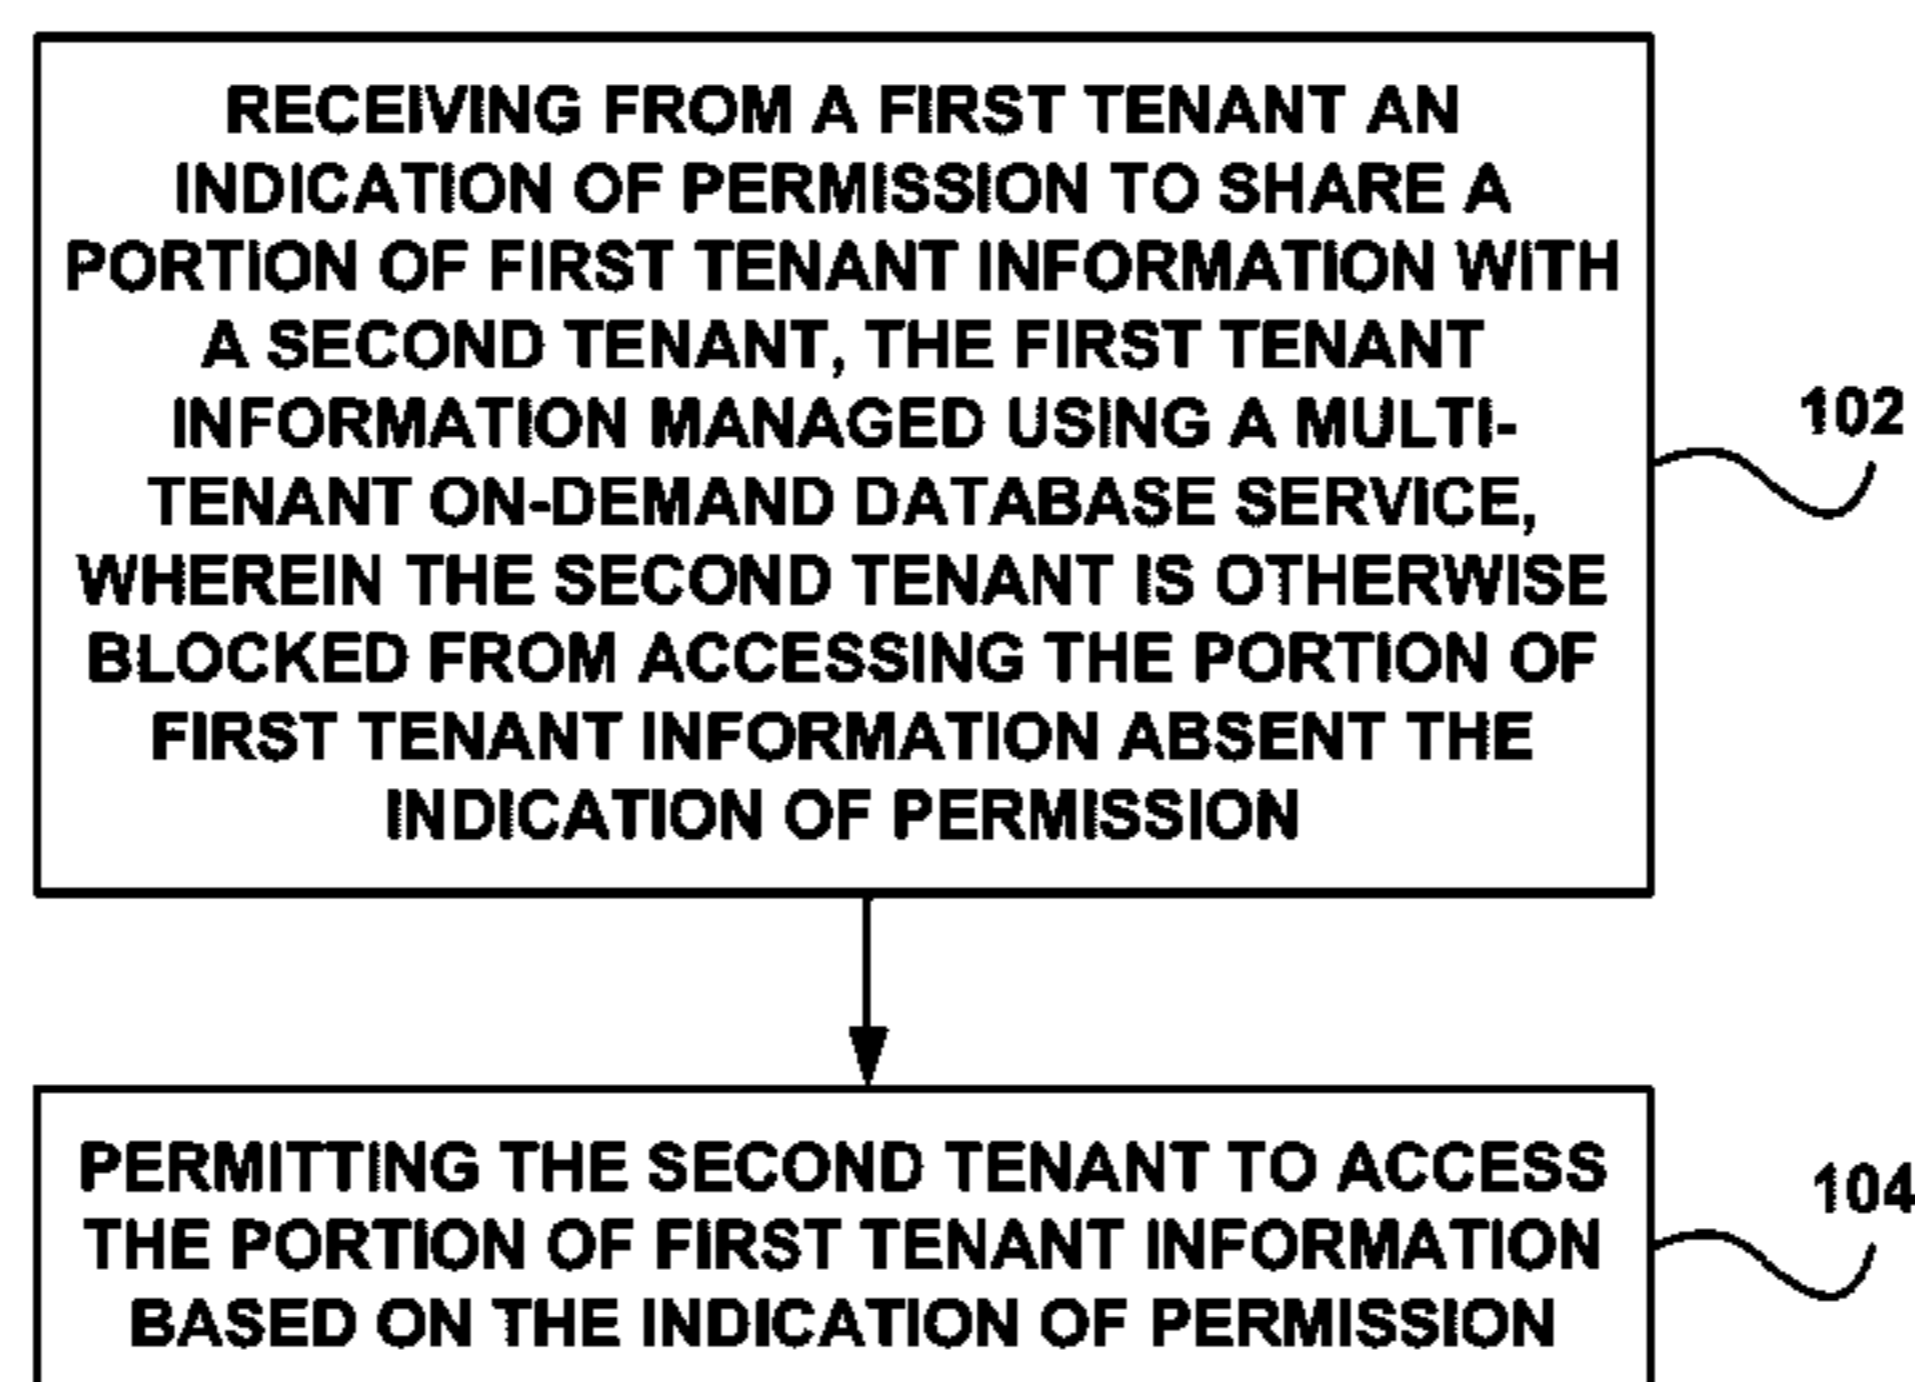 RECEIVING FROM A FIRST TENANT AN
INDICATION OF PERMISSION TO SHARE A
PORTION OF FIRST TENANT INFORMATION WITH
A SECOND TENANT, THE FIRST TENANT
INFORMATION MANAGED USING A MULTI-
TENANT ON-DEMAND DATABASE SERVICE,
WHEREIN THE SECOND TENANT IS OTHERWISE
BLOCKED FROM ACCESSING THE PORTION OF
FIRST TENANT INFORMATION ABSENT THE
INDICATION OF PERMISSION
102
PERMITTING THE SECOND TENANT TO ACCESS
THE PORTION OF FIRST TENANT INFORMATION
BASED ON THE INDICATION OF PERMISSION
104